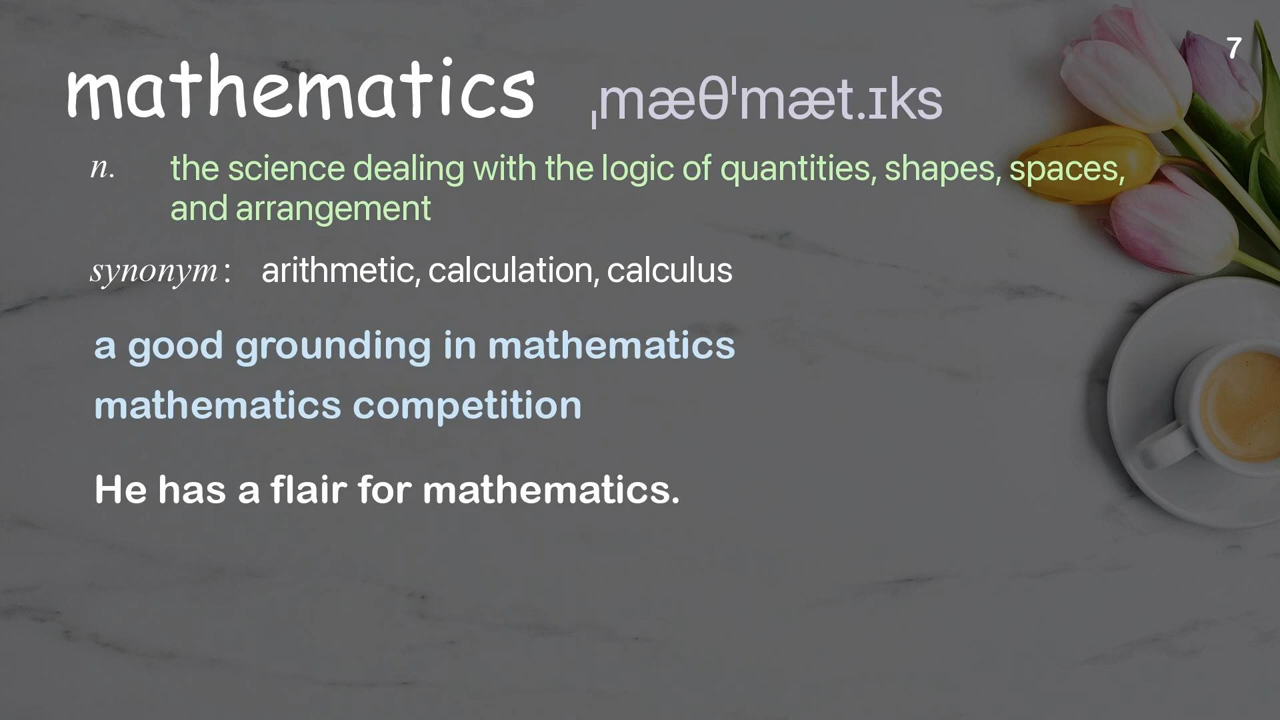 7
mathematics ˌmæθˈmæt.ɪks
n. the science dealing with the logic of quantities, shapes, spaces,
and arrangement
synonym: arithmetic, calculation, calculus
a good grounding in mathematics
mathematics competition
He has a flair for mathematics.